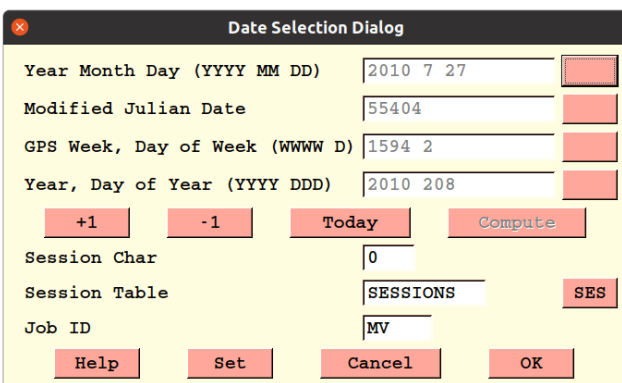 Date Selection Dialog
Year Month Day (YYYY MM DD) 2010 7 27
Modified Julian Date 55404
GPS Week, Day of Week (WWWW D) 1594 2
Year, Day of Year (YYYY DDD) 2010 208
+1 -1 Today Compute
Session Char 0
Session Table SESSIONS SES
Job ID MV
Help Set Cancel OK